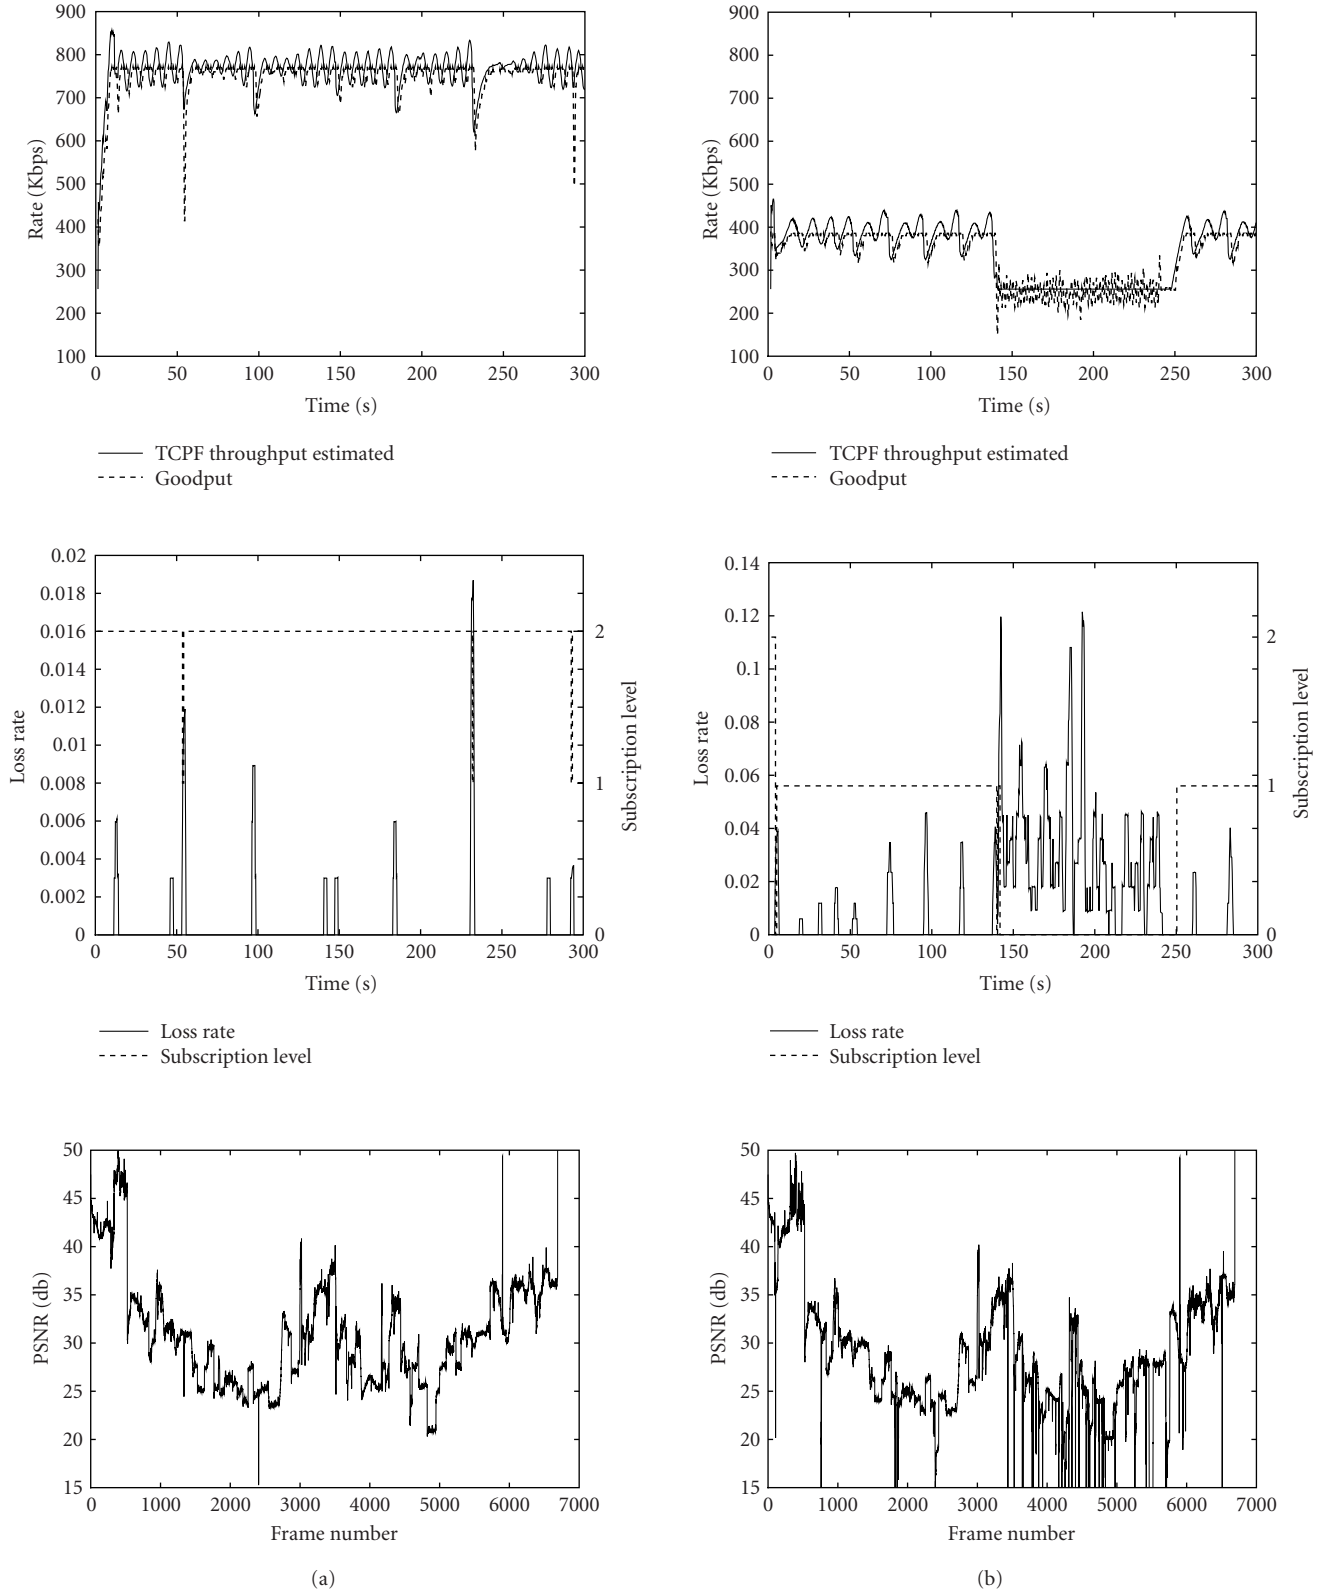 900
800
700
600
500
400
300
200
100
Rate (Kbps)
0 50 100 150 200 250 300
Time (s)
TCPF throughput estimated
Goodput
900
800
700
600
500
400
300
200
100
Rate (Kbps)
0 50 100 150 200 250 300
Time (s)
TCPF throughput estimated
Goodput
0.02
0.018
0.016
0.014
0.012
0.01
0.008
0.006
0.004
0.002
0
Loss rate
2
1
0
Subscription level
0 50 100 150 200 250 300
Time (s)
Loss rate
Subscription level
0.14
0.12
0.1
0.08
0.06
0.04
0.02
0
Loss rate
2
1
0
Subscription level
0 50 100 150 200 250 300
Time (s)
Loss rate
Subscription level
50
45
40
35
30
25
20
15
PSNR (db)
0 1000 2000 3000 4000 5000 6000 7000
Frame number
(a)
50
45
40
35
30
25
20
15
PSNR (db)
0 1000 2000 3000 4000 5000 6000 7000
Frame number
(b)